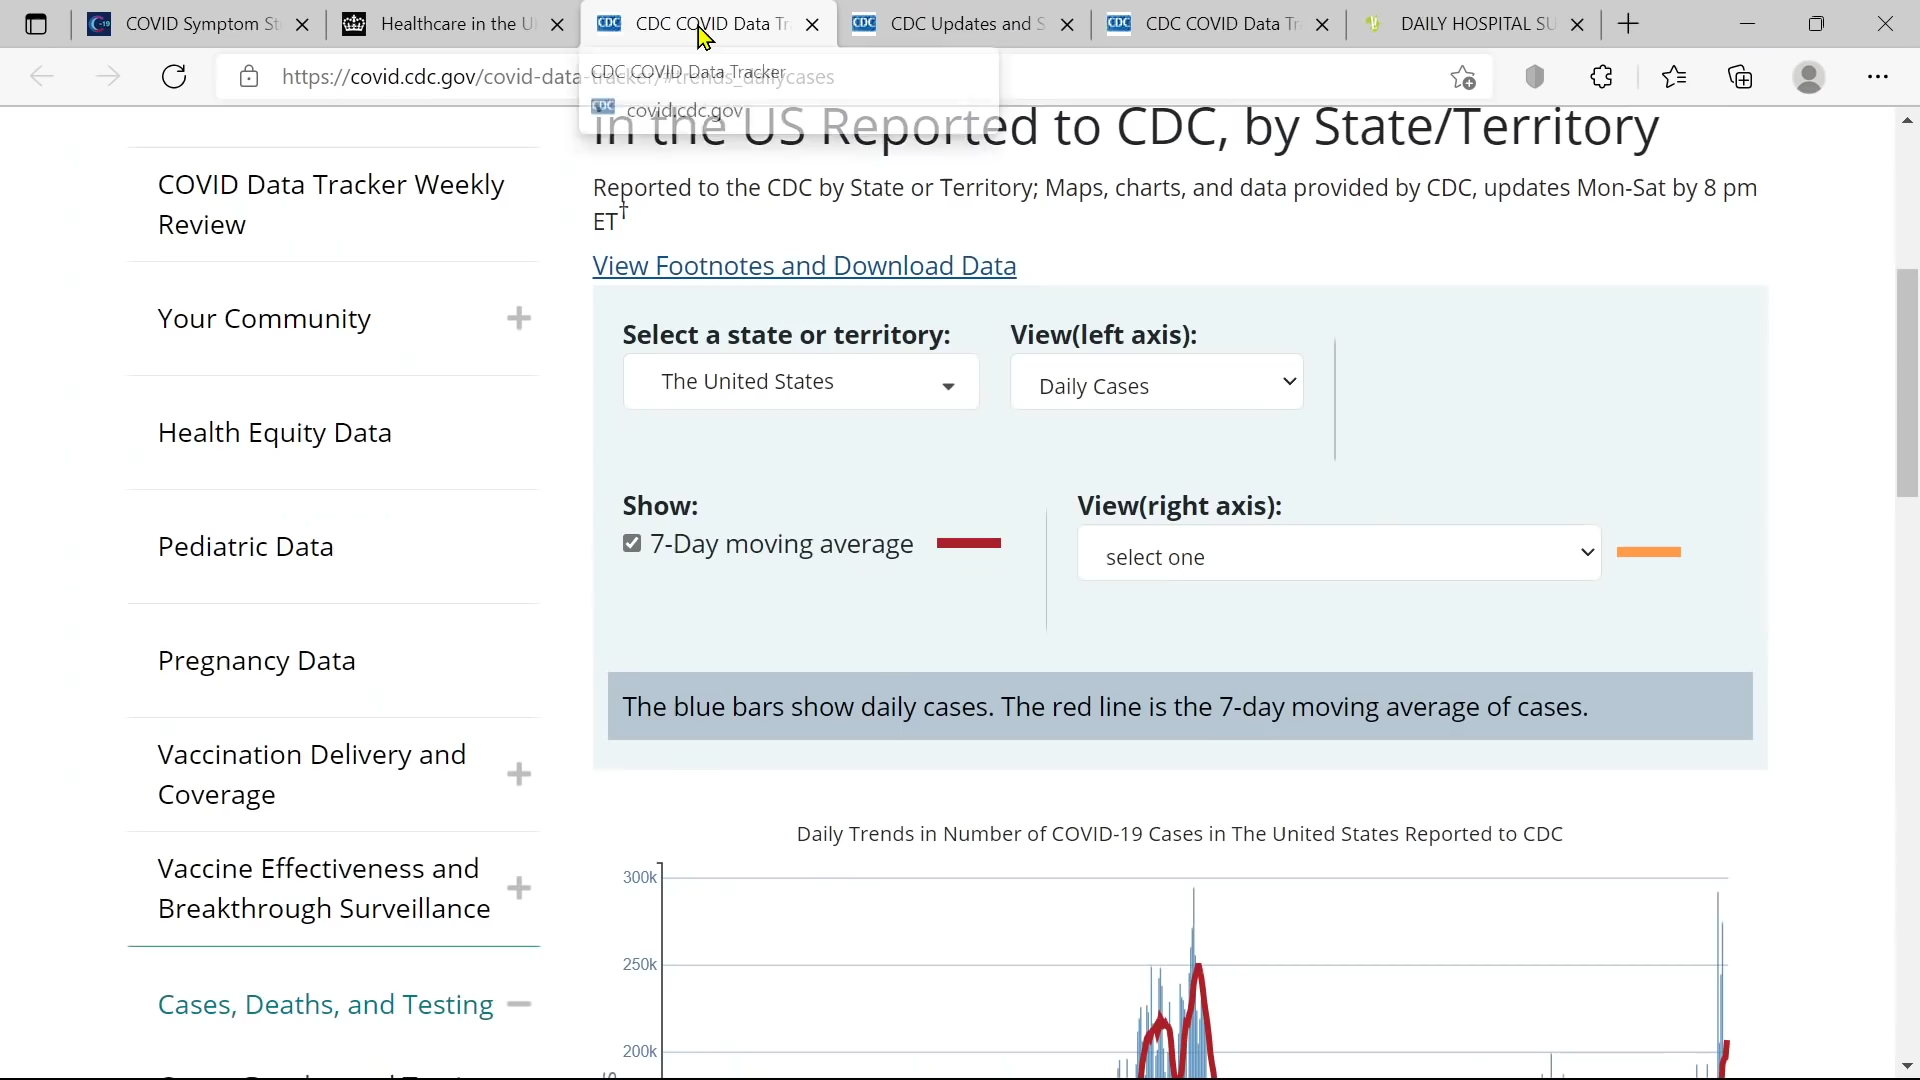 COVID Symptom St
Healthcare in the U
CDC COVID Data Tr
CDC Updates and S
CDC COVID Data Tr
DAILY HOSPITAL SU
https://covid.cdc.gov/covid-data-tracker/#trends_dailycases
CDC COVID Data Tracker
covid.cdc.gov
in the US Reported to CDC, by State/Territory
Reported to the CDC by State or Territory; Maps, charts, and data provided by CDC, updates Mon-Sat by 8 pm
ET†
View Footnotes and Download Data
COVID Data Tracker Weekly
Review
Your Community
Health Equity Data
Pediatric Data
Pregnancy Data
Vaccination Delivery and
Coverage
Vaccine Effectiveness and
Breakthrough Surveillance
Cases, Deaths, and Testing
Select a state or territory:
The United States
View(left axis):
Daily Cases
Show:
7-Day moving average
View(right axis):
select one
The blue bars show daily cases. The red line is the 7-day moving average of cases.
Daily Trends in Number of COVID-19 Cases in The United States Reported to CDC
300k
250k
200k